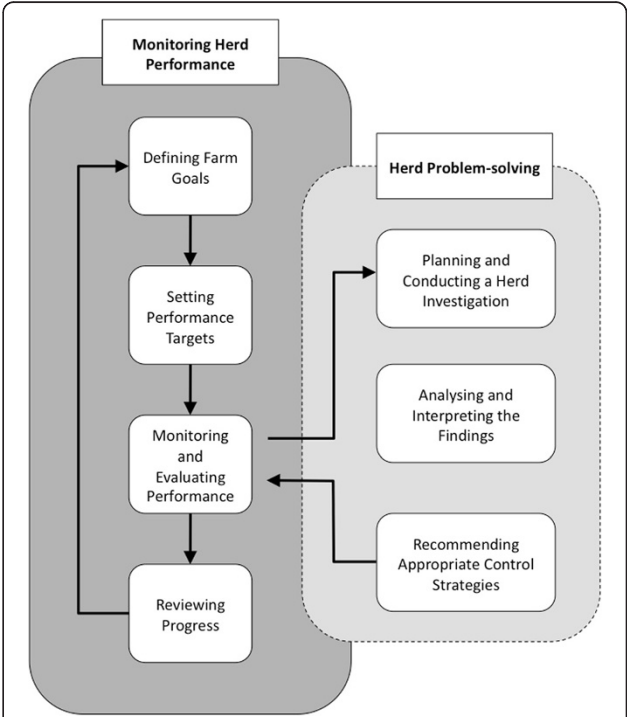 Monitoring Herd
Performance
Defining Farm
Goals
Setting
Performance
Targets
Monitoring
and
Evaluating
Performance
Reviewing
Progress
Herd Problem-solving
Planning and
Conducting a Herd
Investigation
Analysing and
Interpreting the
Findings
Recommending
Appropriate Control
Strategies